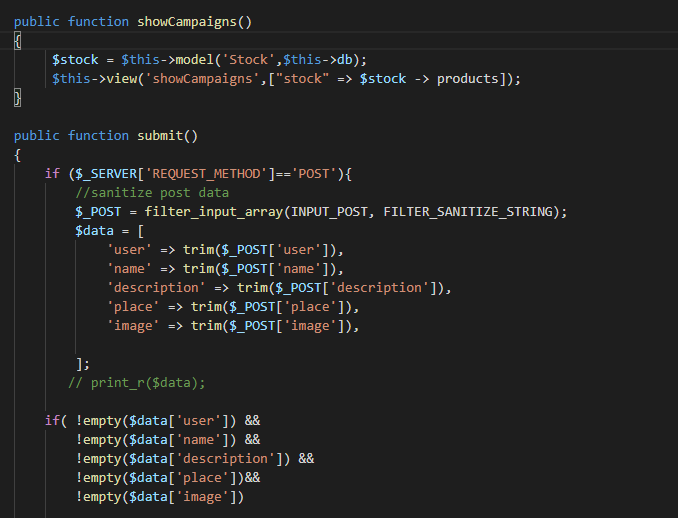 public function showCampaigns()
{
$stock = $this->model('Stock',$this->db);
$this->view('showCampaigns',["stock" => $stock -> products]);
}
public function submit()
{
if ($_SERVER['REQUEST_METHOD']=='POST'){
//sanitize post data
$_POST = filter_input_array(INPUT_POST, FILTER_SANITIZE_STRING);
$data = [
'user' => trim($_POST['user']),
'name' => trim($_POST['name']),
'description' => trim($_POST['description']),
'place' => trim($_POST['place']),
'image' => trim($_POST['image']),
];
// print_r($data);
if( !empty($data['user']) &&
!empty($data['name']) &&
!empty($data['description']) &&
!empty($data['place'])&&
!empty($data['image'])